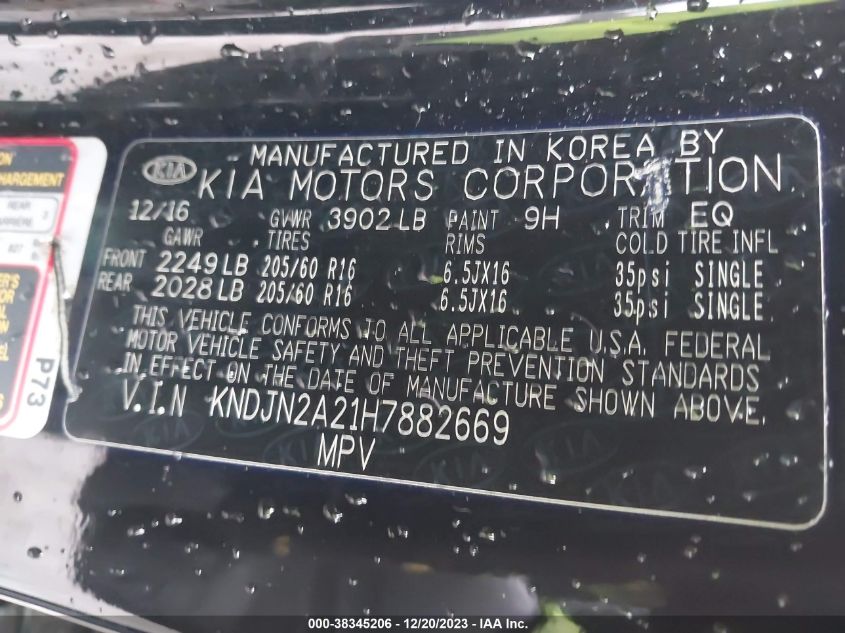 MANUFACTURED IN KOREA BY
KIA KIA MOTORS CORPORATION
12/16 GVWR 3902 LB PAINT 9H TRIM EQ
GAWR TIRES RIMS COLD TIRE INFL
FRONT 2249 LB 205/60 R16 6.5JX16 35psi SINGLE
REAR 2028 LB 205/60 R16 6.5JX16 35psi SINGLE
THIS VEHICLE CONFORMS TO ALL APPLICABLE U.S.A. FEDERAL
MOTOR VEHICLE SAFETY AND THEFT PREVENTION STANDARDS
IN EFFECT ON THE DATE OF MANUFACTURE SHOWN ABOVE.
V.I.N KNDJN2A21H7882669
MPV
HARGEMENT
REAR
P73
000-38345206 - 12/20/2023 - IAA Inc.